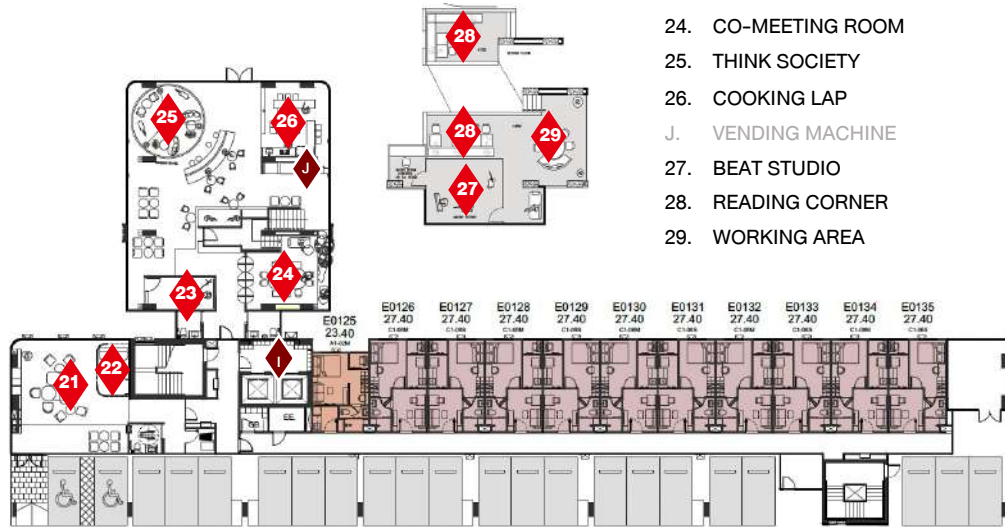 24. CO-MEETING ROOM
25. THINK SOCIETY
26. COOKING LAP
J. VENDING MACHINE
27. BEAT STUDIO
28. READING CORNER
29. WORKING AREA
28
25
26
28
29
J
27
24
23
E0125
23.40
E0126
27.40
E0127
27.40
E0128
27.40
E0129
27.40
E0130
27.40
E0131
27.40
E0132
27.40
E0133
27.40
E0134
27.40
E0135
27.40
I
22
21
EE.